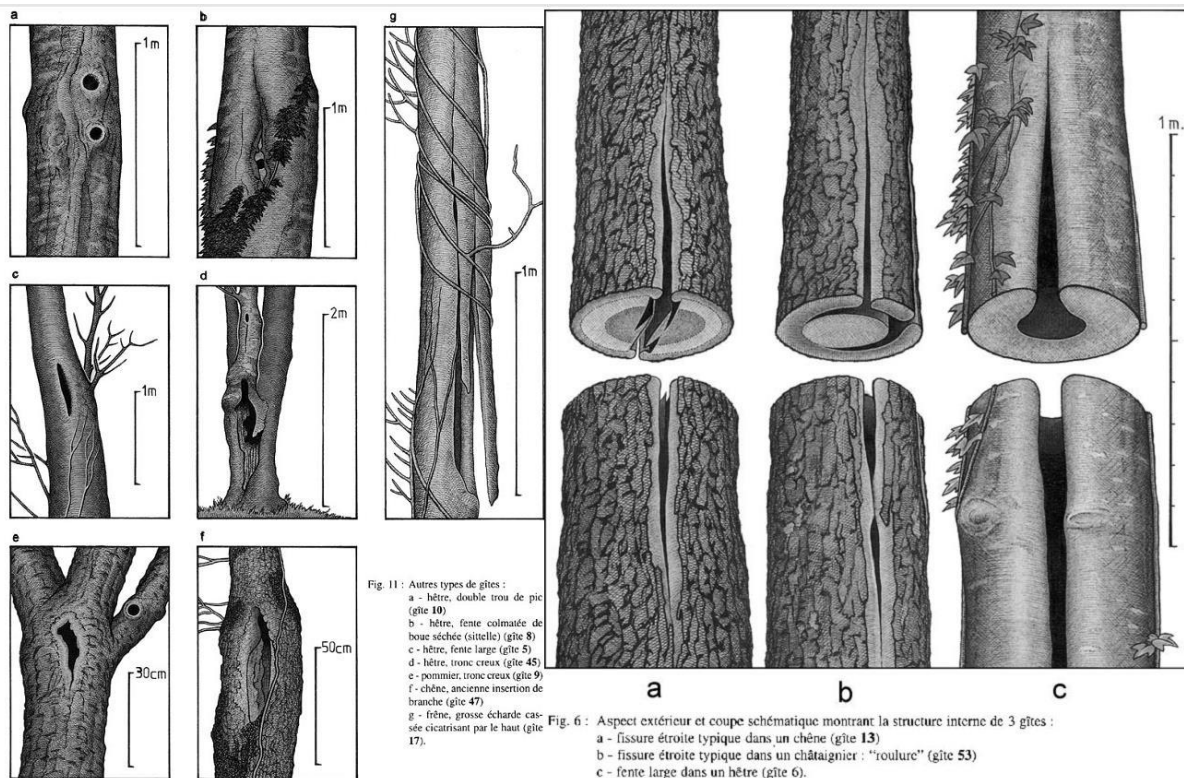 a
1m
b
1m
c
1m
d
2m
e
30cm
f
50cm
g
1m
Fig. 11 : Autres types de gîtes :
a - hêtre, double trou de pic
(gîte 10)
b - hêtre, fente colmatée de
boue séchée (sittelle) (gîte 8)
c - hêtre, fente large (gîte 5)
d - hêtre, tronc creux (gîte 45)
e - pommier, tronc creux (gîte 9)
f - chêne, ancienne insertion de
branche (gîte 47)
g - frêne, grosse écharde cas-
sée cicatrisant par le haut (gîte
17).
1 m.
a
b
c
Fig. 6 : Aspect extérieur et coupe schématique montrant la structure interne de 3 gîtes :
a - fissure étroite typique dans un chêne (gîte 13)
b - fissure étroite typique dans un châtaignier : "roulure" (gîte 53)
c - fente large dans un hêtre (gîte 6).